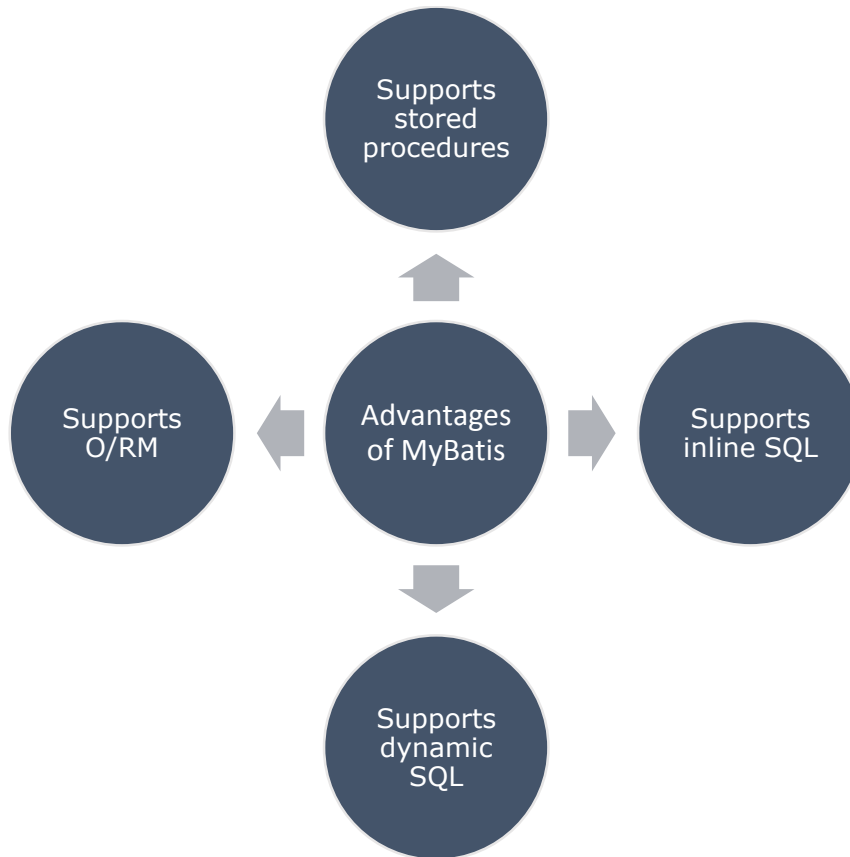 Supports
stored
procedures
Supports
O/RM
Advantages
of MyBatis
Supports
inline SQL
Supports
dynamic
SQL